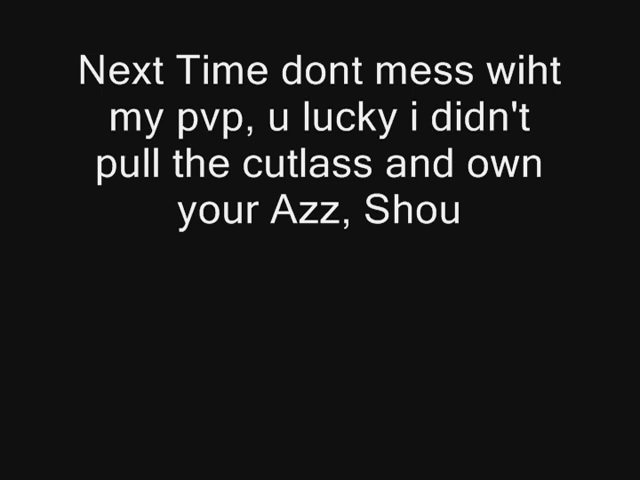 Next Time dont mess wiht
my pvp, u lucky i didn't
pull the cutlass and own
your Azz, Shou